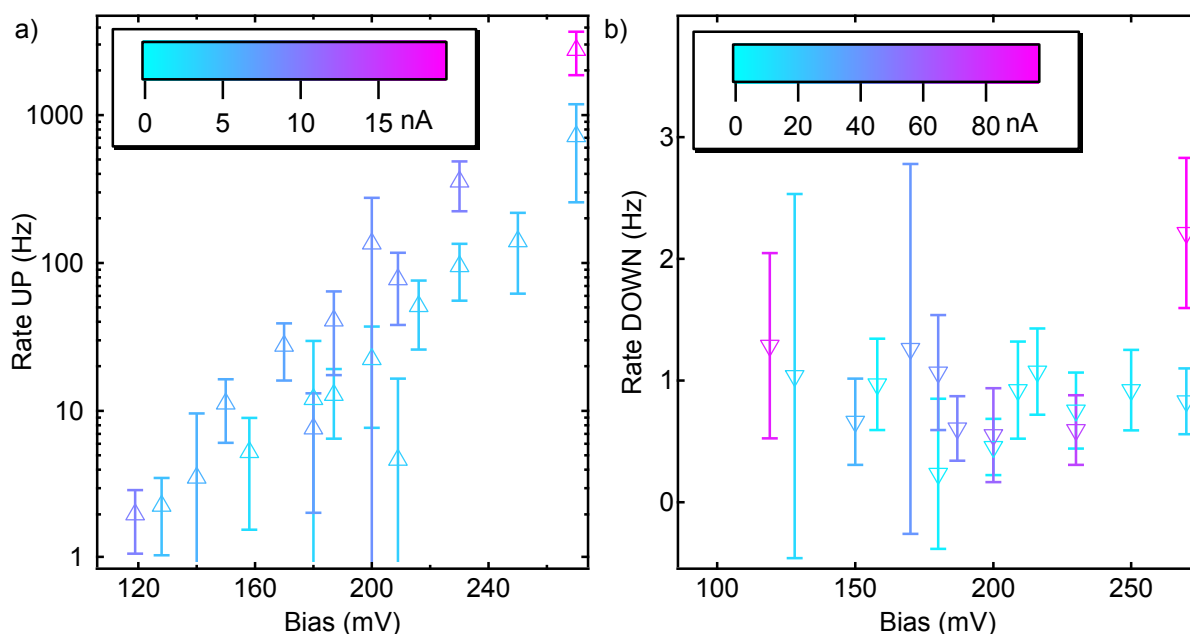 a)
0 5 10 15 nA
Rate UP (Hz)
1000
100
10
1
120 160 200 240
Bias (mV)
b)
0 20 40 60 80 nA
Rate DOWN (Hz)
3
2
1
0
100 150 200 250
Bias (mV)